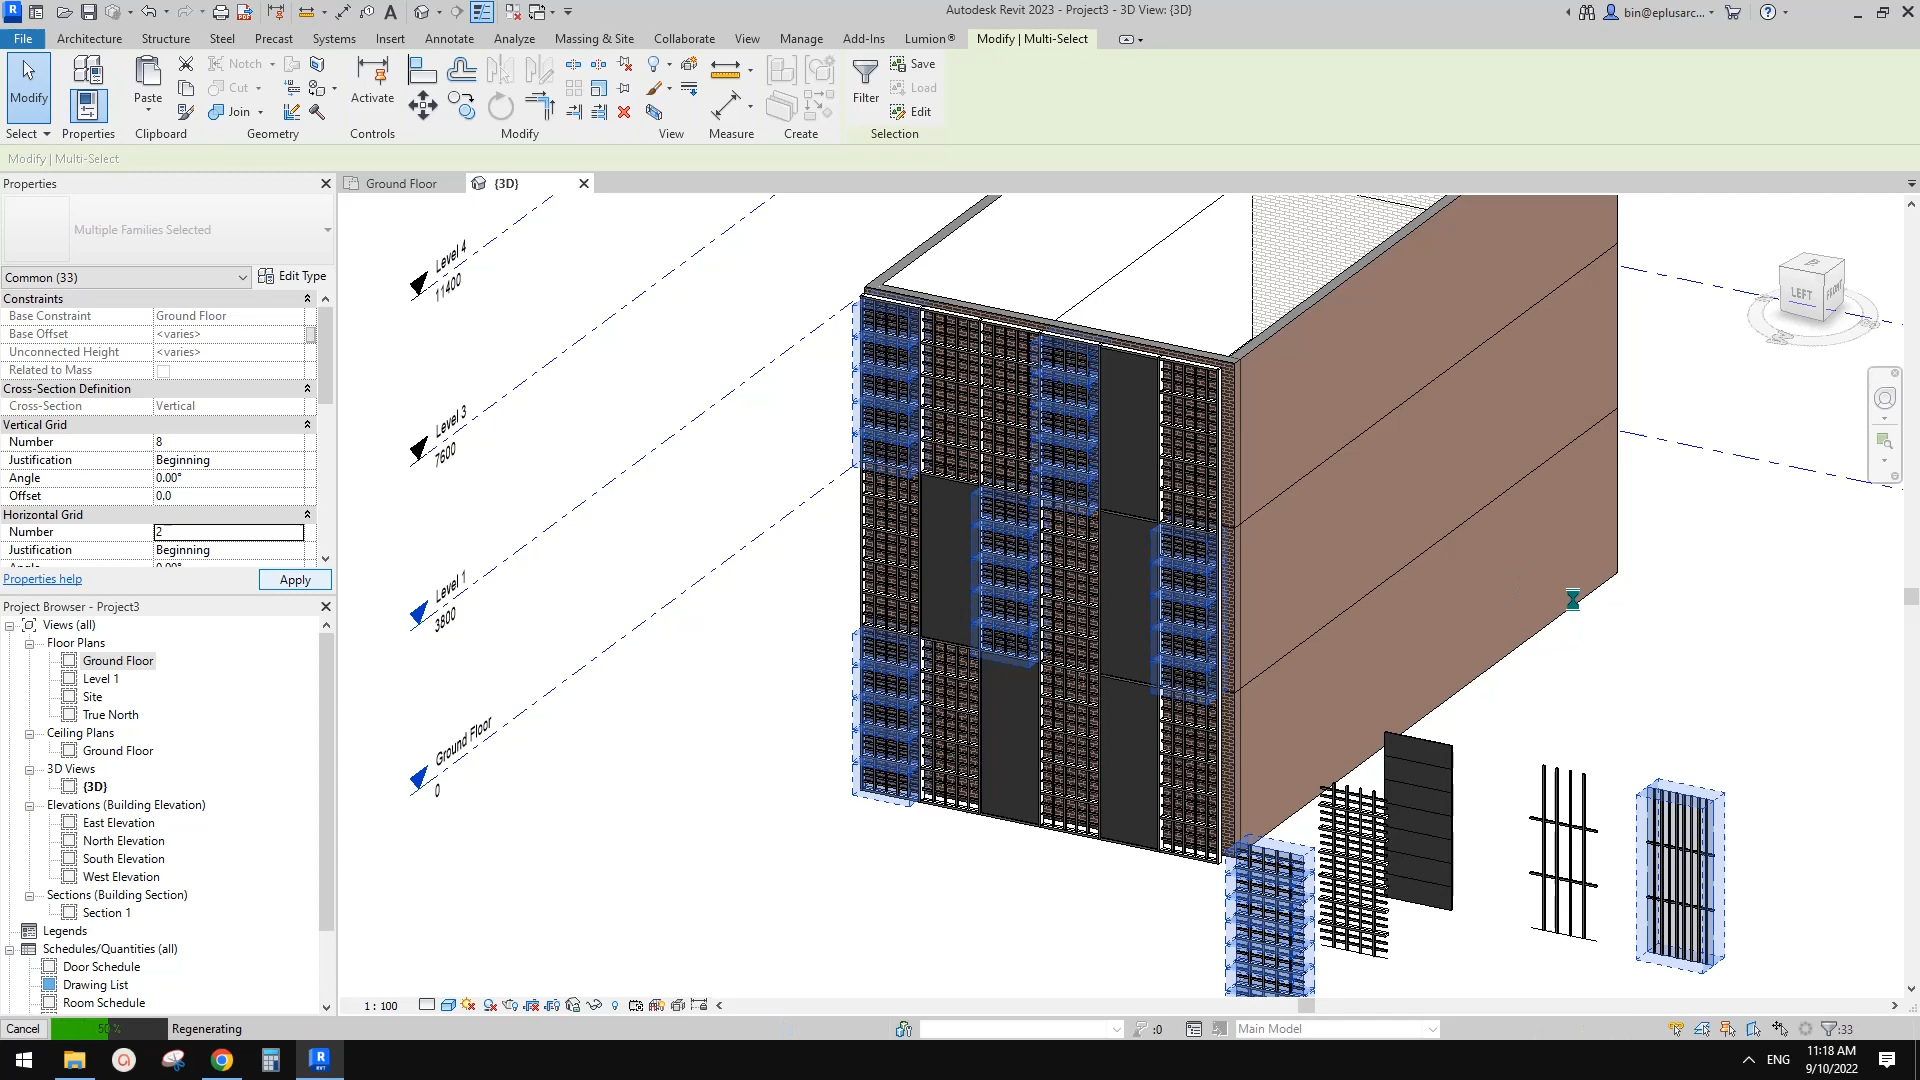 Autodesk Revit 2023 - Project3 - 3D View: {3D}
bin@eplusarc...
File Architecture Structure Steel Precast Systems Insert Annotate Analyze Massing & Site Collaborate View Manage Add-Ins Lumion® Modify | Multi-Select
Modify
Paste
Notch
Cut
Join
Activate
Filter
Save
Load
Edit
Select Properties Clipboard Geometry Controls Modify View Measure Create Selection
Modify | Multi-Select
Properties
Ground Floor
{3D}
Multiple Families Selected
Common (33)
Edit Type
Constraints
Base Constraint Ground Floor
Base Offset <varies>
Unconnected Height <varies>
Related to Mass
Cross-Section Definition
Cross-Section Vertical
Vertical Grid
Number 8
Justification Beginning
Angle 0.00°
Offset 0.0
Horizontal Grid
Number 2
Justification Beginning
Angle 0.00°
Properties help
Apply
Project Browser - Project3
Views (all)
Floor Plans
Ground Floor
Level 1
Site
True North
Ceiling Plans
Ground Floor
3D Views
{3D}
Elevations (Building Elevation)
East Elevation
North Elevation
South Elevation
West Elevation
Sections (Building Section)
Section 1
Legends
Schedules/Quantities (all)
Door Schedule
Drawing List
Room Schedule
Level 4
11400
Level 3
7600
Level 1
3800
Ground Floor
0
LEFT
FRONT
1 : 100
Cancel
50 %
Regenerating
:0
Main Model
:33
ENG
11:18 AM
9/10/2022